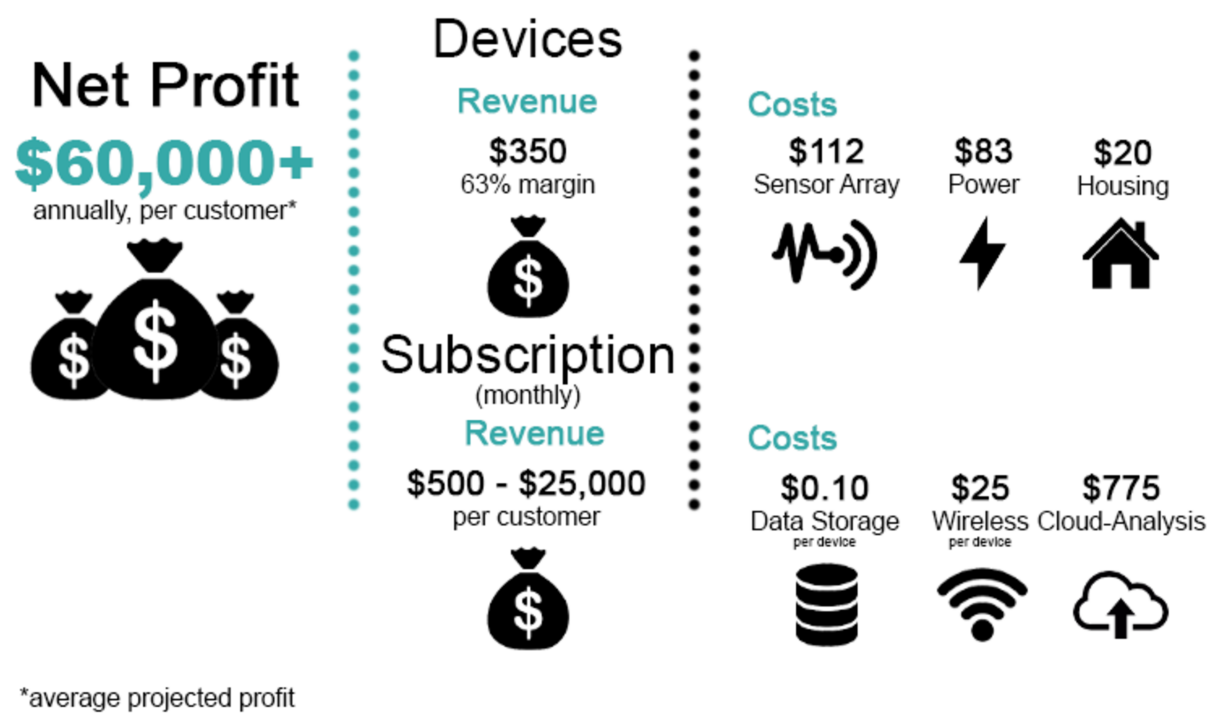 Net Profit
$60,000+
annually, per customer*
$
$
$
Devices
Revenue
$350
63% margin
$
Costs
$112
Sensor Array
$83
Power
$20
Housing
Subscription
(monthly)
Revenue
$500 - $25,000
per customer
$
Costs
$0.10
Data Storage
per device
$25
Wireless
per device
$775
Cloud-Analysis
*average projected profit